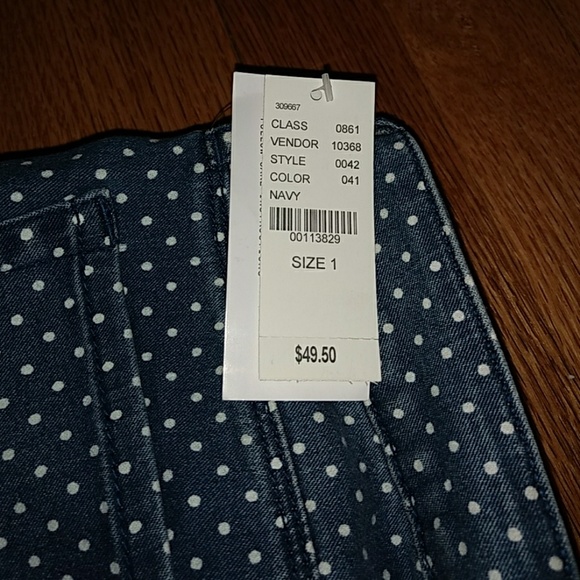 309667
CLASS 0861
VENDOR 10368
STYLE 0042
COLOR 041
NAVY
00113829
SIZE 1
$49.50